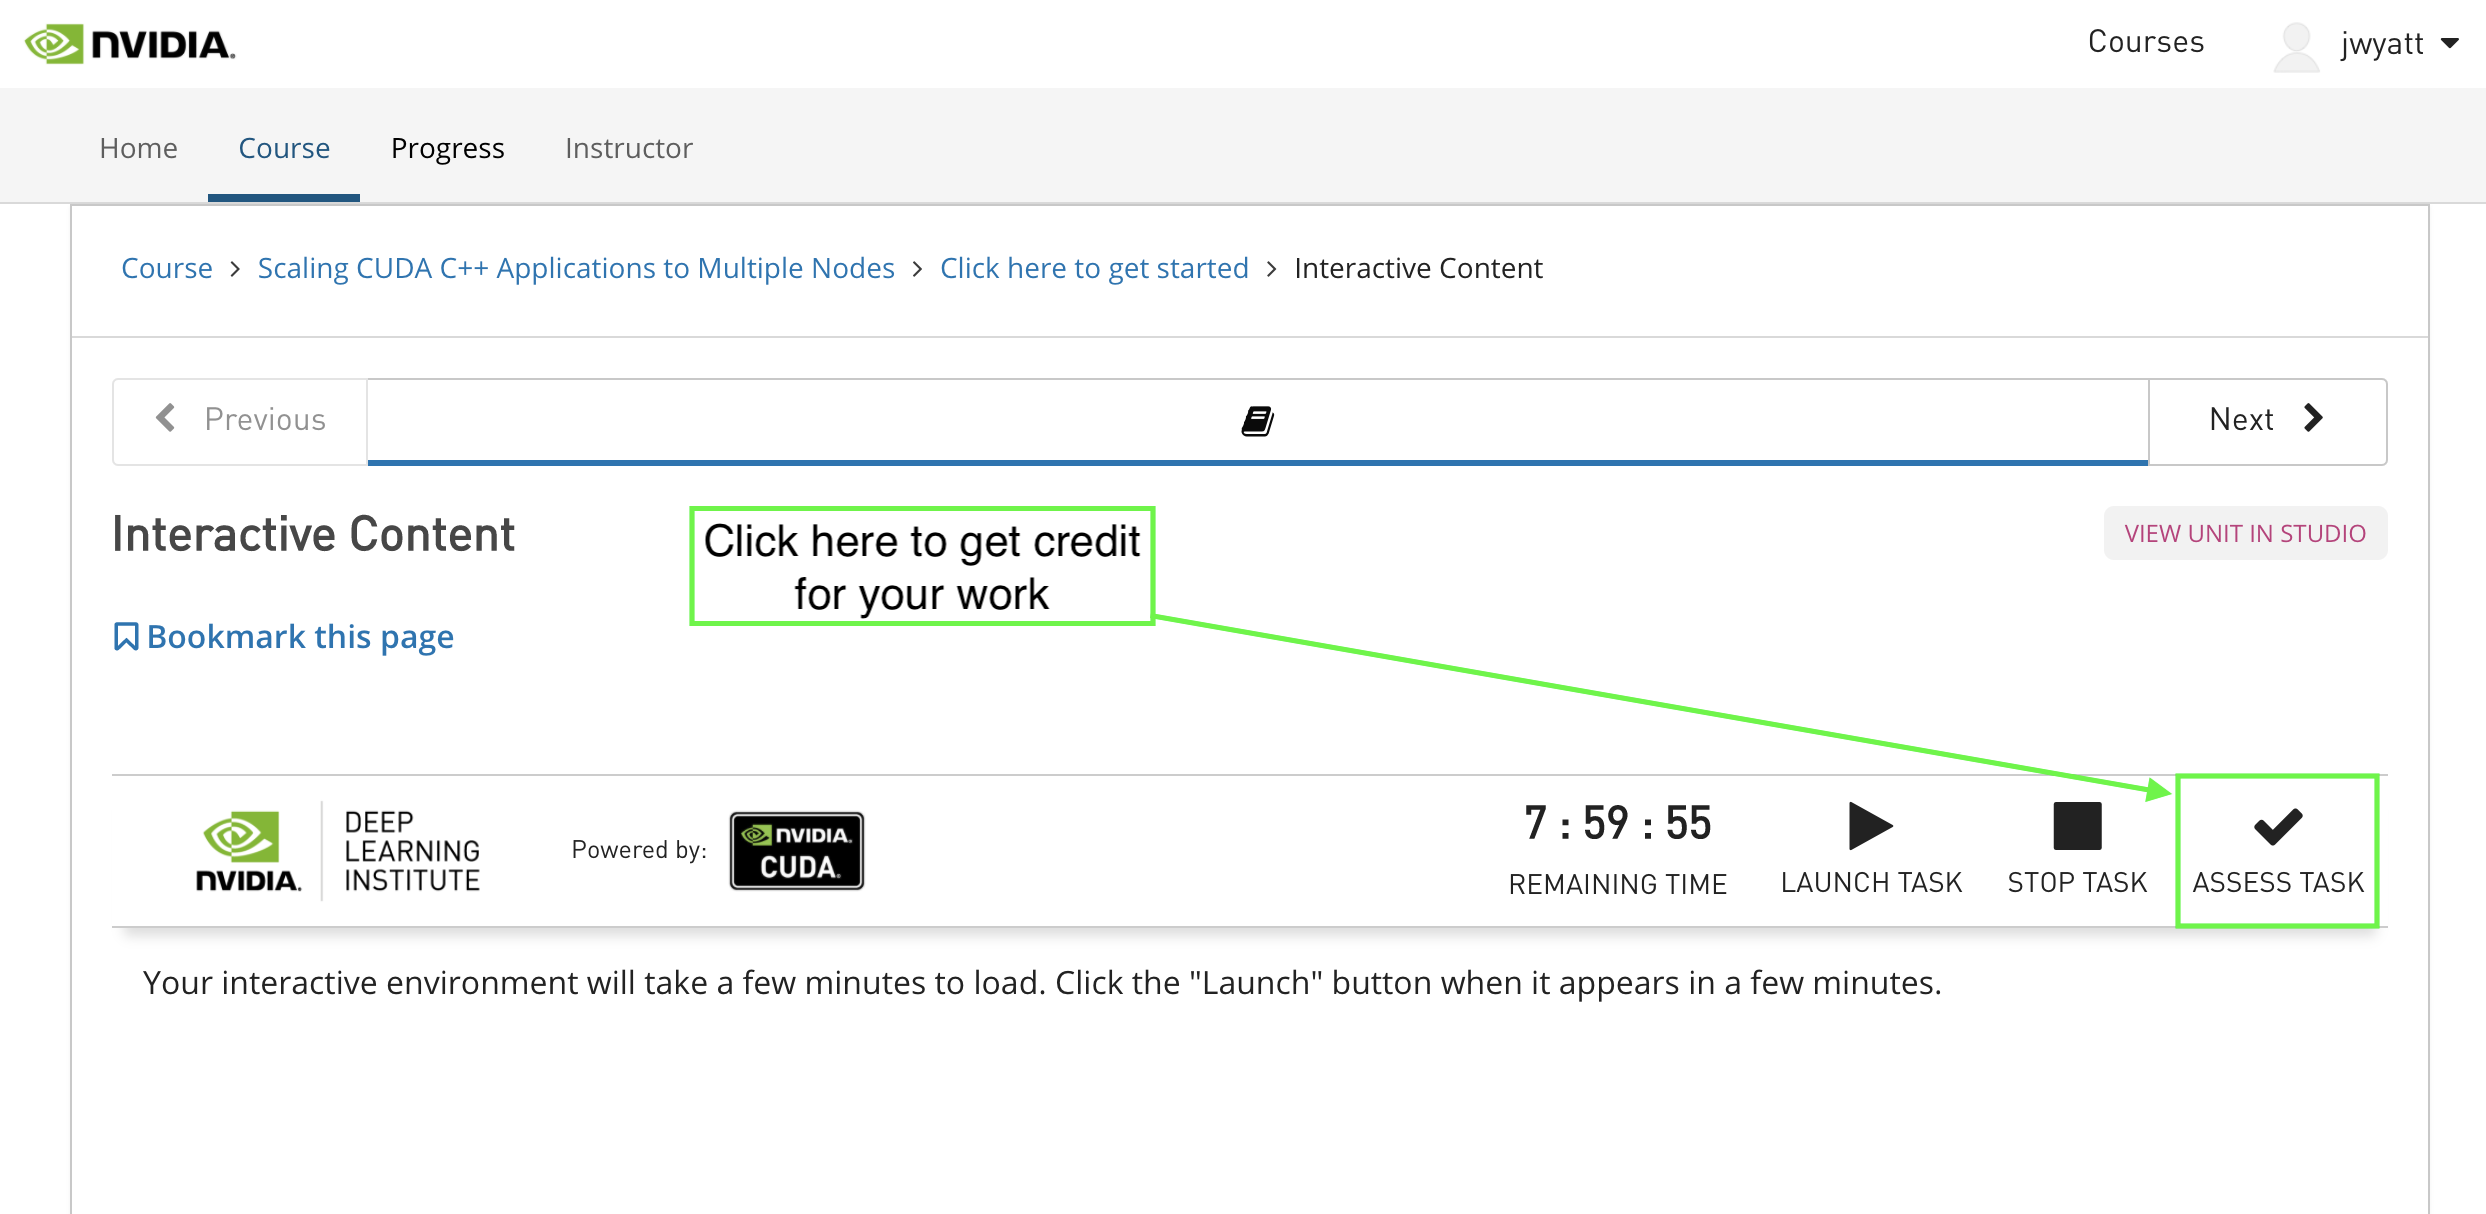 NVIDIA.
Courses
jwyatt
Home Course Progress Instructor
Course > Scaling CUDA C++ Applications to Multiple Nodes > Click here to get started > Interactive Content
Previous
Next
Interactive Content
Click here to get credit
for your work
VIEW UNIT IN STUDIO
Bookmark this page
NVIDIA.
DEEP
LEARNING
INSTITUTE
Powered by:
NVIDIA.
CUDA.
7 : 59 : 55
REMAINING TIME
LAUNCH TASK
STOP TASK
ASSESS TASK
Your interactive environment will take a few minutes to load. Click the "Launch" button when it appears in a few minutes.